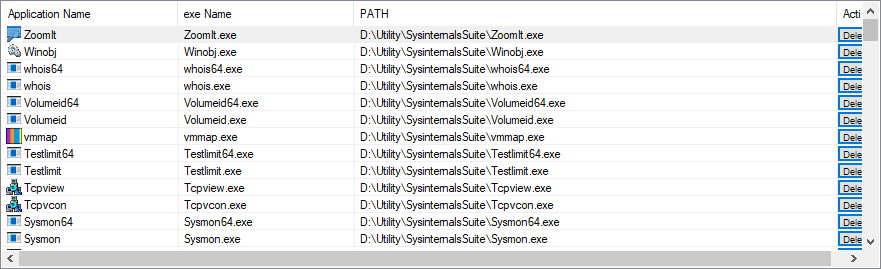 Application Name exe Name PATH Acti
ZoomIt ZoomIt.exe D:\Utility\SysinternalsSuite\ZoomIt.exe Dele
Winobj Winobj.exe D:\Utility\SysinternalsSuite\Winobj.exe Dele
whois64 whois64.exe D:\Utility\SysinternalsSuite\whois64.exe Dele
whois whois.exe D:\Utility\SysinternalsSuite\whois.exe Dele
Volumeid64 Volumeid64.exe D:\Utility\SysinternalsSuite\Volumeid64.exe Dele
Volumeid Volumeid.exe D:\Utility\SysinternalsSuite\Volumeid.exe Dele
vmmap vmmap.exe D:\Utility\SysinternalsSuite\vmmap.exe Dele
Testlimit64 Testlimit64.exe D:\Utility\SysinternalsSuite\Testlimit64.exe Dele
Testlimit Testlimit.exe D:\Utility\SysinternalsSuite\Testlimit.exe Dele
Tcpview Tcpview.exe D:\Utility\SysinternalsSuite\Tcpview.exe Dele
Tcpvcon Tcpvcon.exe D:\Utility\SysinternalsSuite\Tcpvcon.exe Dele
Sysmon64 Sysmon64.exe D:\Utility\SysinternalsSuite\Sysmon64.exe Dele
Sysmon Sysmon.exe D:\Utility\SysinternalsSuite\Sysmon.exe Dele